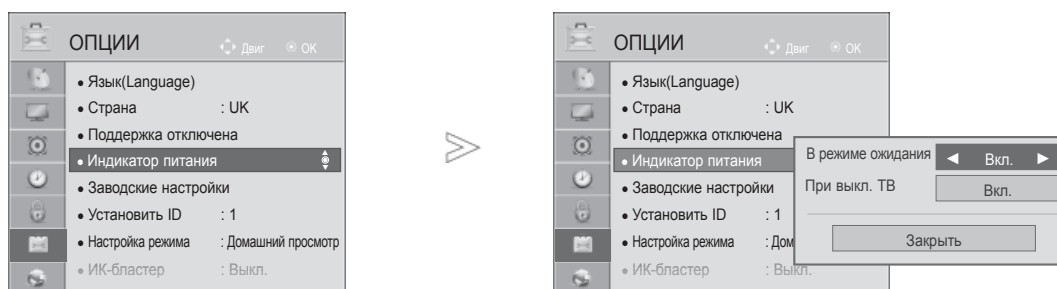 ОПЦИИ
Двиг ОК
• Язык(Language)
• Страна : UK
• Поддержка отключена
• Индикатор питания
• Заводские настройки
• Установить ID : 1
• Настройка режима : Домашний просмотр
• ИК-бластер : Выкл.
ОПЦИИ
Двиг ОК
• Язык(Language)
• Страна : UK
• Поддержка отключена
• Индикатор питания
• Заводские настройки
• Установить ID : 1
• Настройка режима : Дом
• ИК-бластер : Выкл.
В режиме ожидания ◀ Вкл. ▶
При выкл. ТВ Вкл.
Закрыть